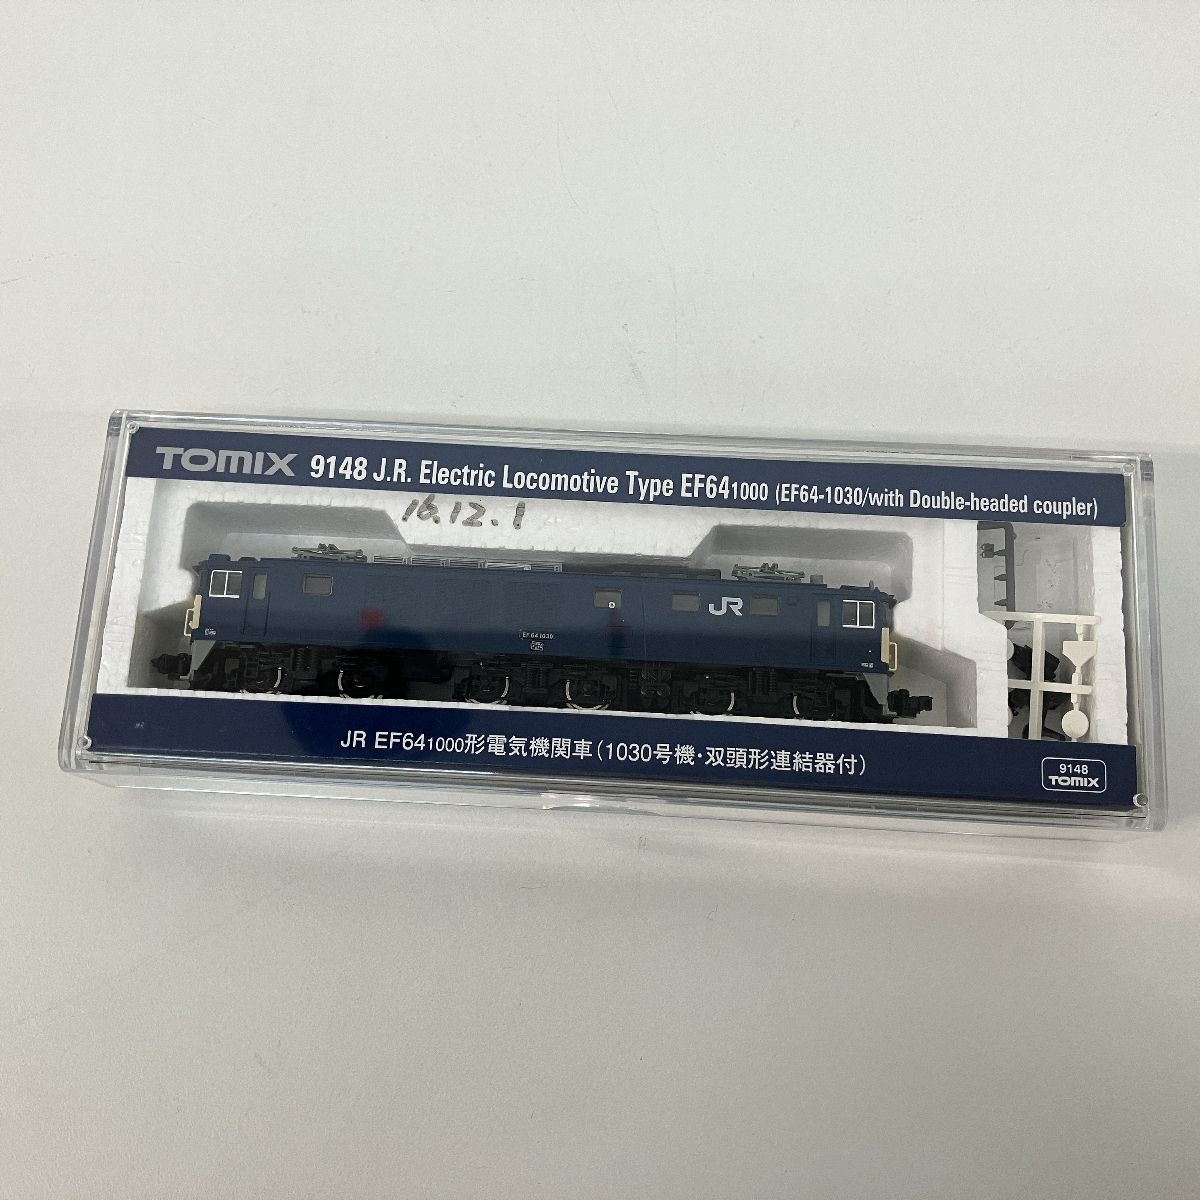 TOMIX 9148 J.R. Electric Locomotive Type EF641000 (EF64-1030/with Double-headed coupler)
16.12.1
JR
EF641030
JR EF641000形電気機関車(1030号機・双頭形連結器付)
9148
TOMIX